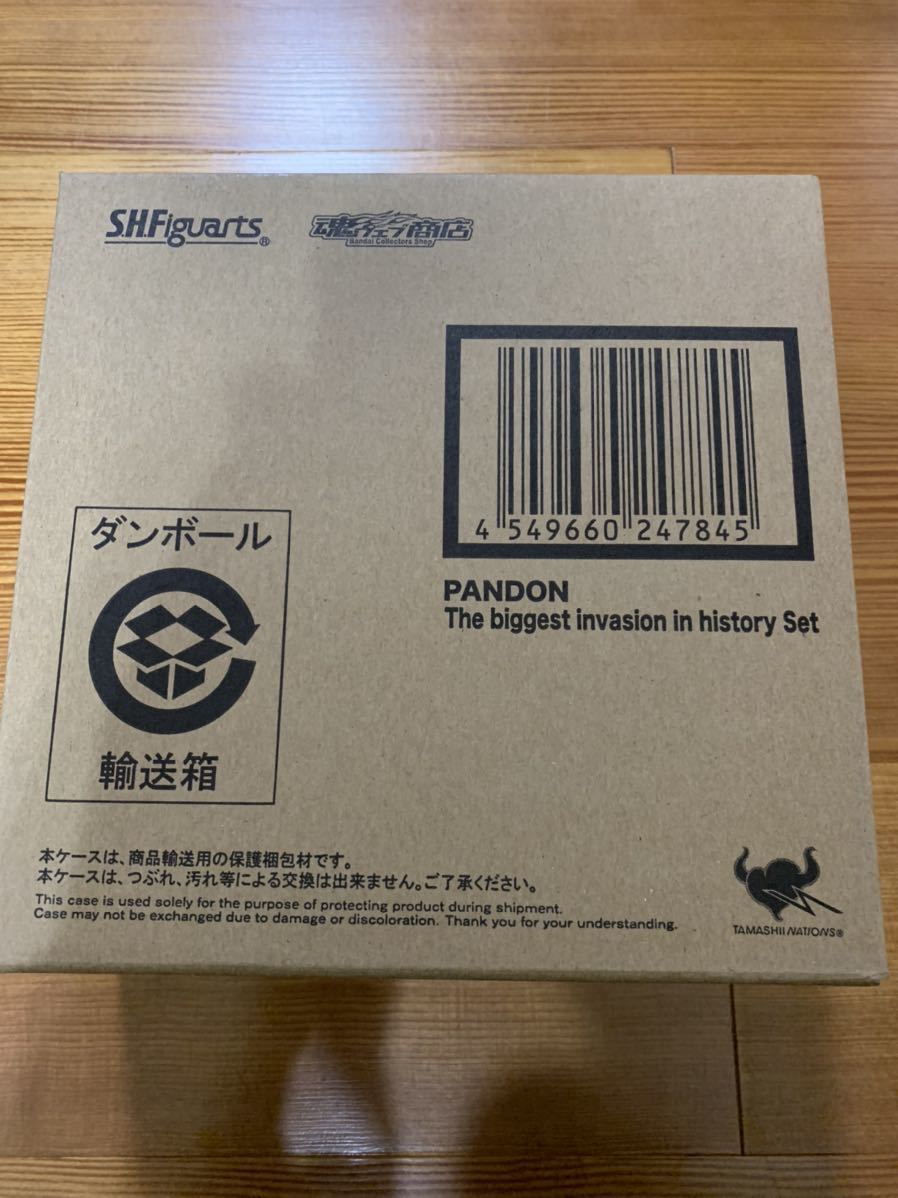 S.H.Figuarts®
魂ウェブ商店
Bandai Collectors Shop
4 549660 247845
PANDON
The biggest invasion in history Set
ダンボール
輸送箱
本ケースは、商品輸送用の保護梱包材です。
本ケースは、つぶれ、汚れ等による交換は出来ません。ご了承ください。
This case is used solely for the purpose of protecting product during shipment.
Case may not be exchanged due to damage or discoloration. Thank you for your understanding.
TAMASHII NATIONS®